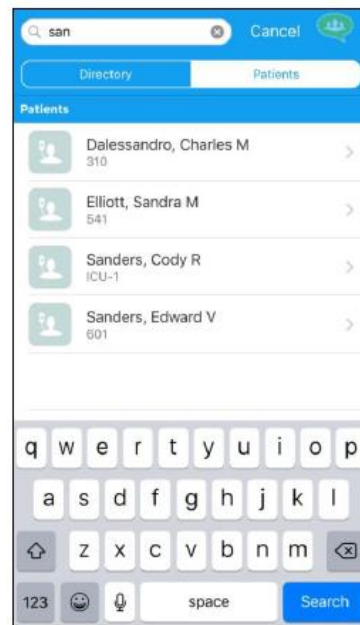 san
Cancel
Directory
Patients
Patients
Dalessandro, Charles M
310
Elliott, Sandra M
541
Sanders, Cody R
ICU-1
Sanders, Edward V
601
q w e r t y u i o p
a s d f g h j k l
z x c v b n m
123 space Search